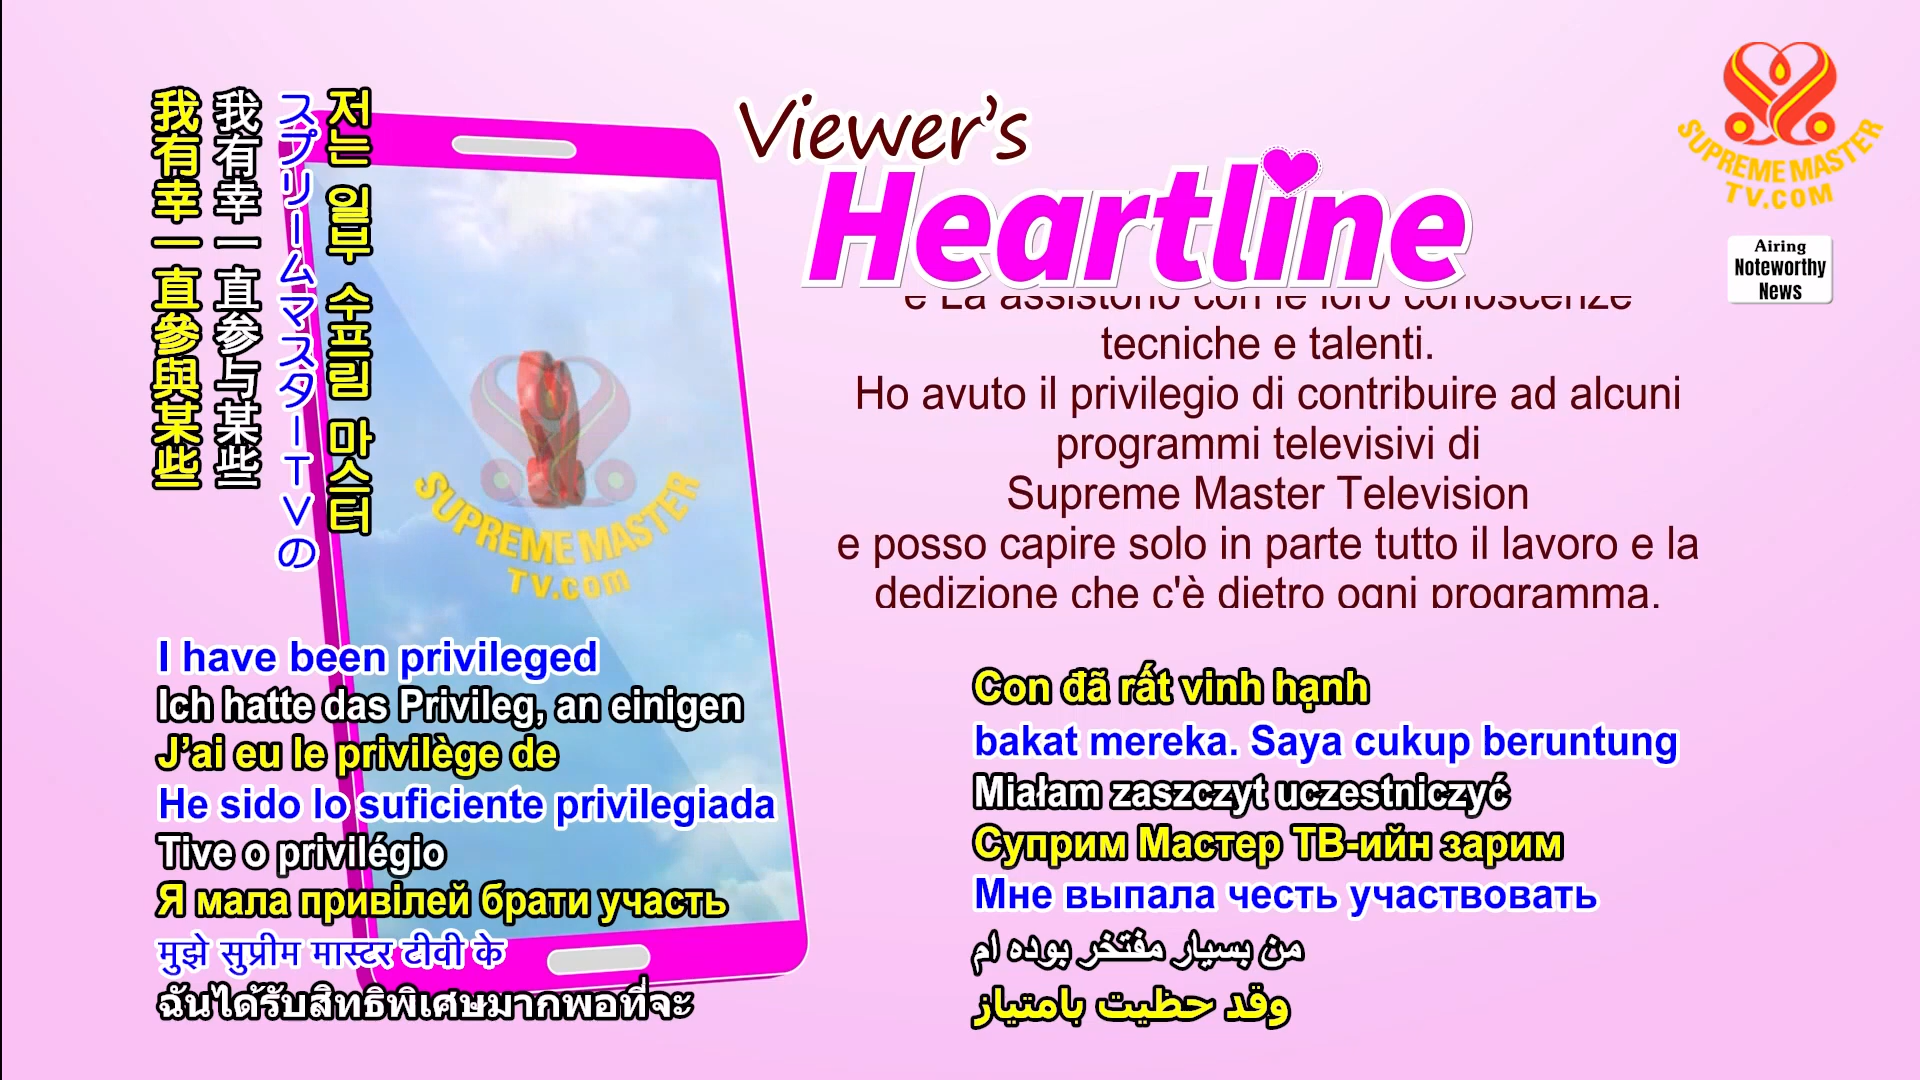 Viewer's
Heartline
SUPREME MASTER
TV.COM
Airing
Noteworthy
News
我有幸一直參與某些
我有幸一直参与某些
スプリームマスターTVの
저는 일부 수프림 마스터
SUPREME MASTER
TV.com
e La assistono con le loro conoscenze
tecniche e talenti.
Ho avuto il privilegio di contribuire ad alcuni
programmi televisivi di
Supreme Master Television
e posso capire solo in parte tutto il lavoro e la
dedizione che c'è dietro ogni programma.
I have been privileged
Ich hatte das Privileg, an einigen
J'ai eu le privilège de
He sido lo suficiente privilegiada
Tive o privilégio
Я мала привілей брати участь
मुझे सुप्रीम मास्टर टीवी के
ฉันได้รับสิทธิพิเศษมากพอที่จะ
Con đã rất vinh hạnh
bakat mereka. Saya cukup beruntung
Miałam zaszczyt uczestniczyć
Суприм Мастер ТВ-ийн зарим
Мне выпала честь участвовать
من بسیار مفتخر بوده ام
وقد حظيت بامتياز